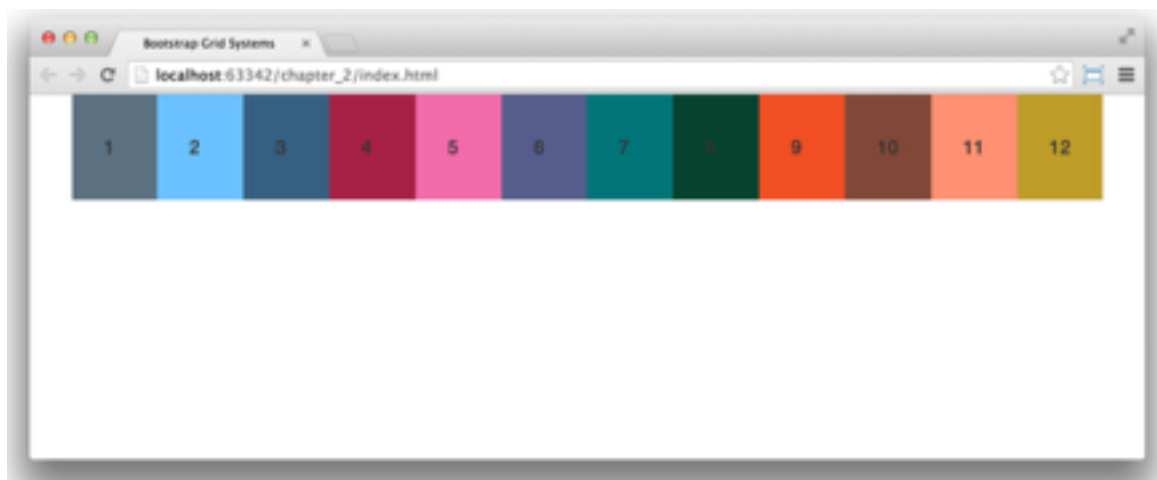 Bootstrap Grid Systems
localhost:63342/chapter_2/index.html
1 2 3 4 5 6 7 8 9 10 11 12